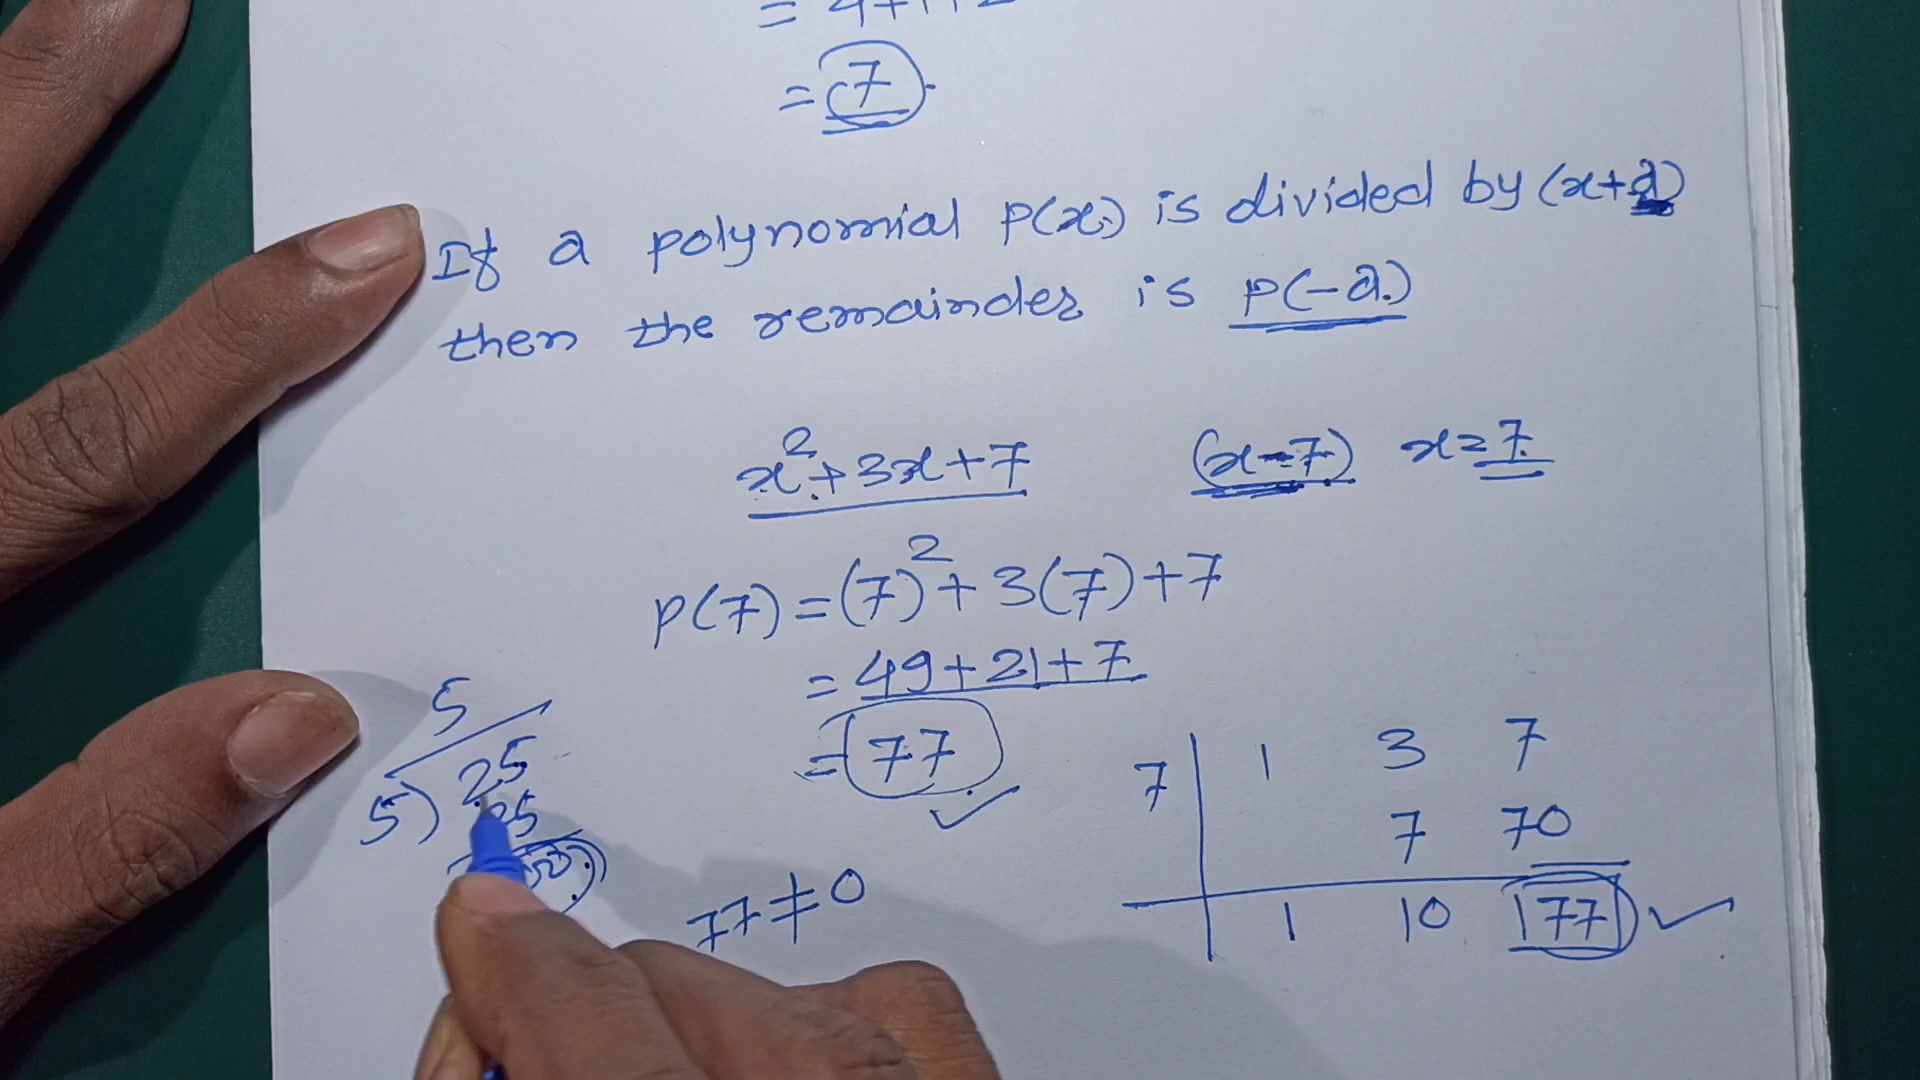 = 7
If a polynomial P(x) is divided by (x+a)
then the remainder is P(-a)
x²+3x+7 (x-7) x=7
P(7) = (7)²+3(7)+7
= 49+21+7
= 77
5
5) 25
25
77≠0
7 | 1 3 7
7 70
1 10 77